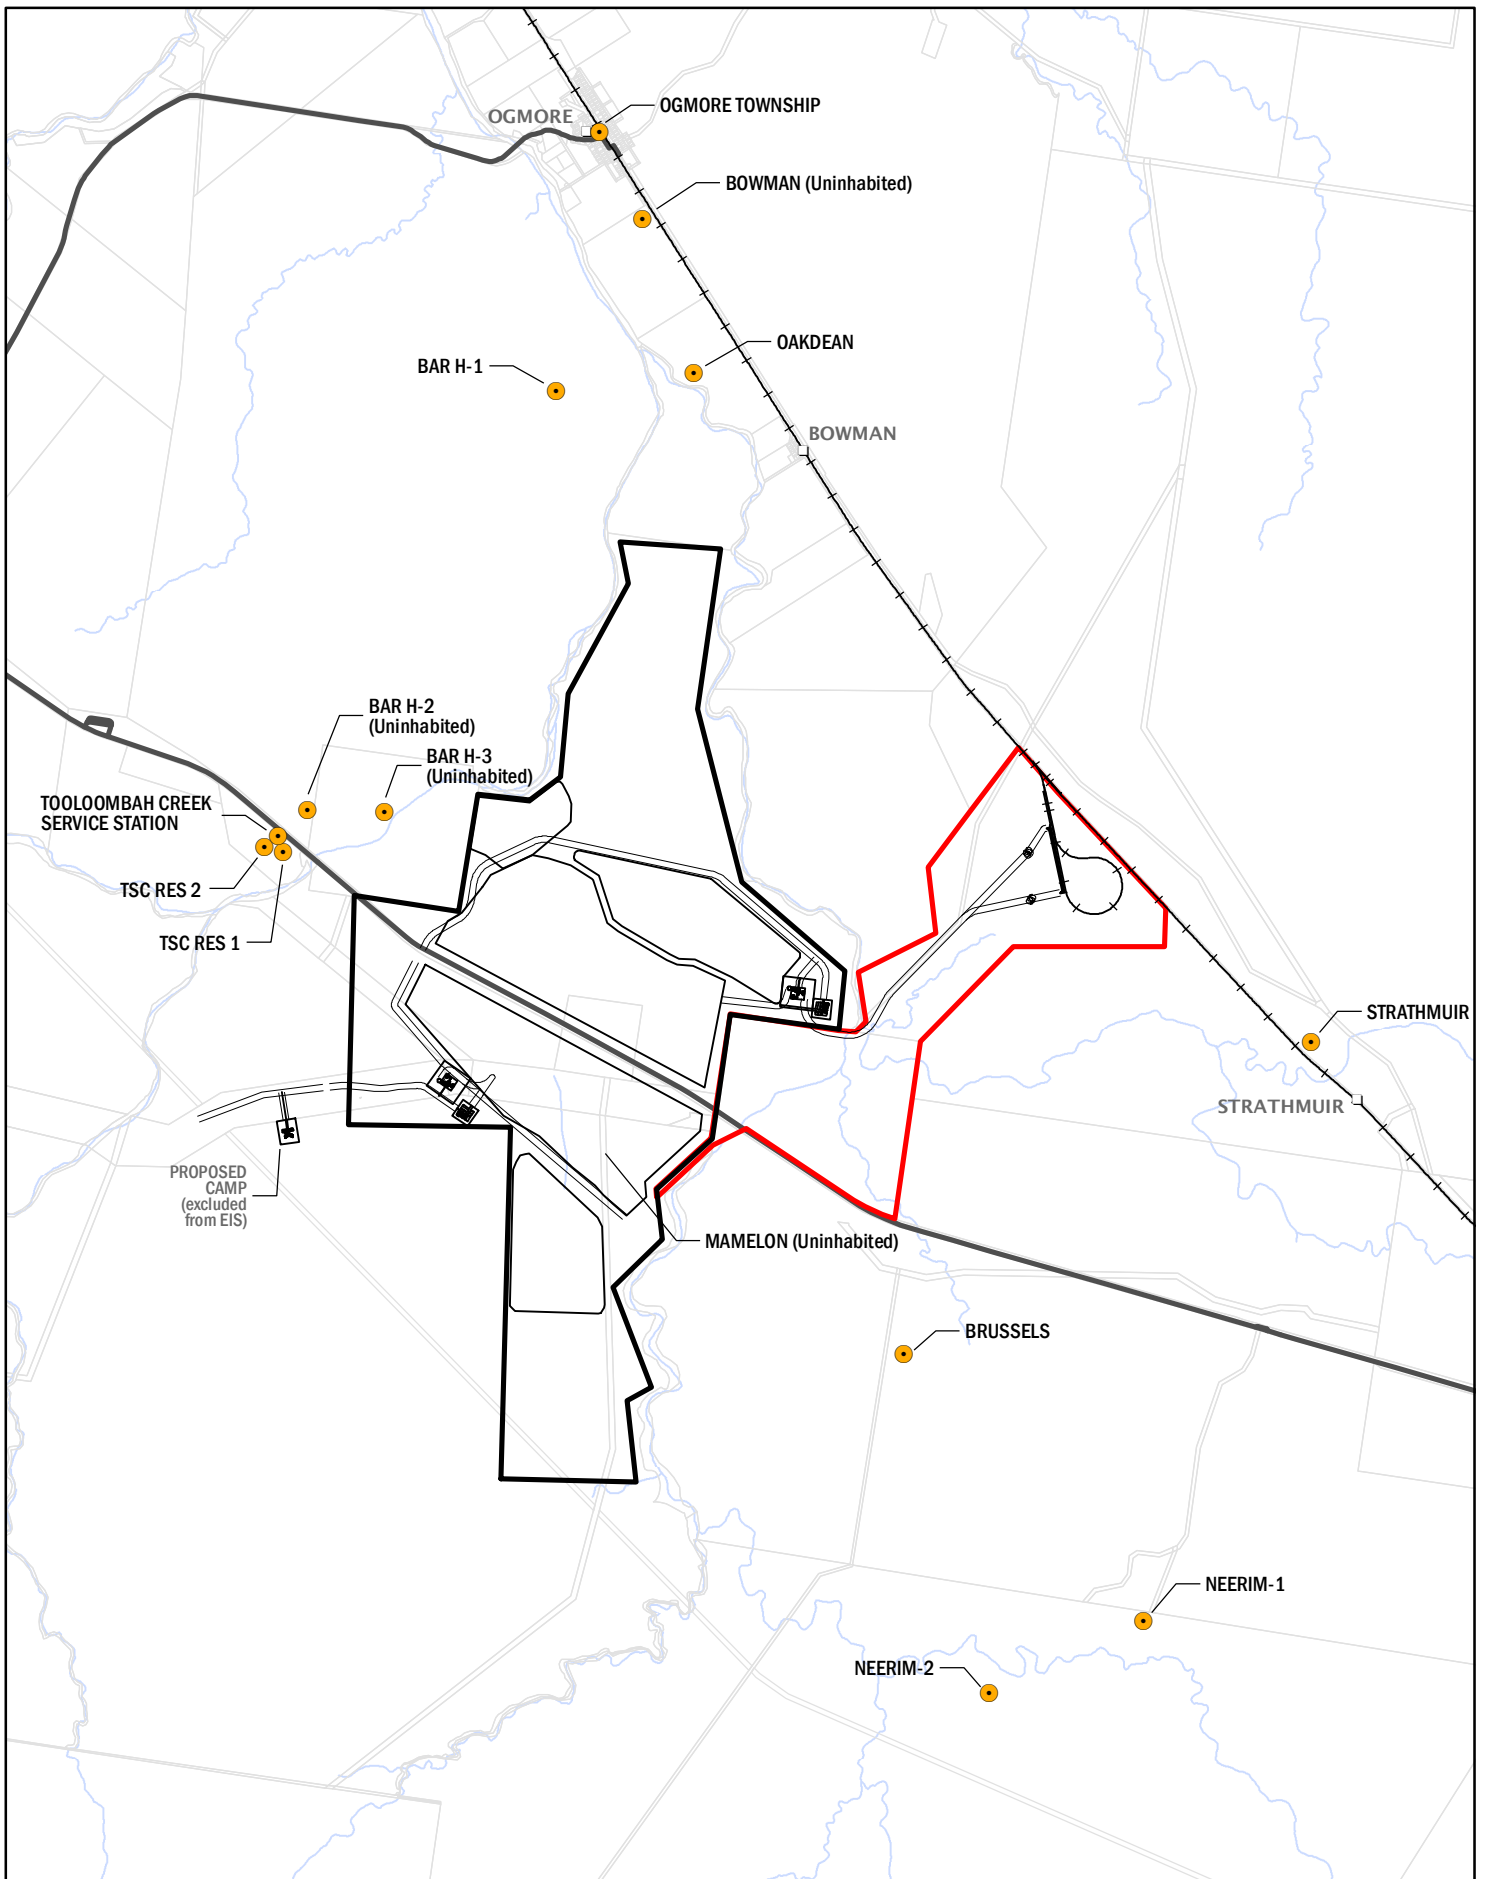 OGMORE TOWNSHIP
OGMORE
BOWMAN (Uninhabited)
OAKDEAN
BAR H-1
BOWMAN
BAR H-2
(Uninhabited)
BAR H-3
(Uninhabited)
TOOLOOMBAH CREEK
SERVICE STATION
TSC RES 2
TSC RES 1
STRATHMUIR
STRATHMUIR
PROPOSED
CAMP
(excluded
from EIS)
MAMELON (Uninhabited)
BRUSSELS
NEERIM-1
NEERIM-2